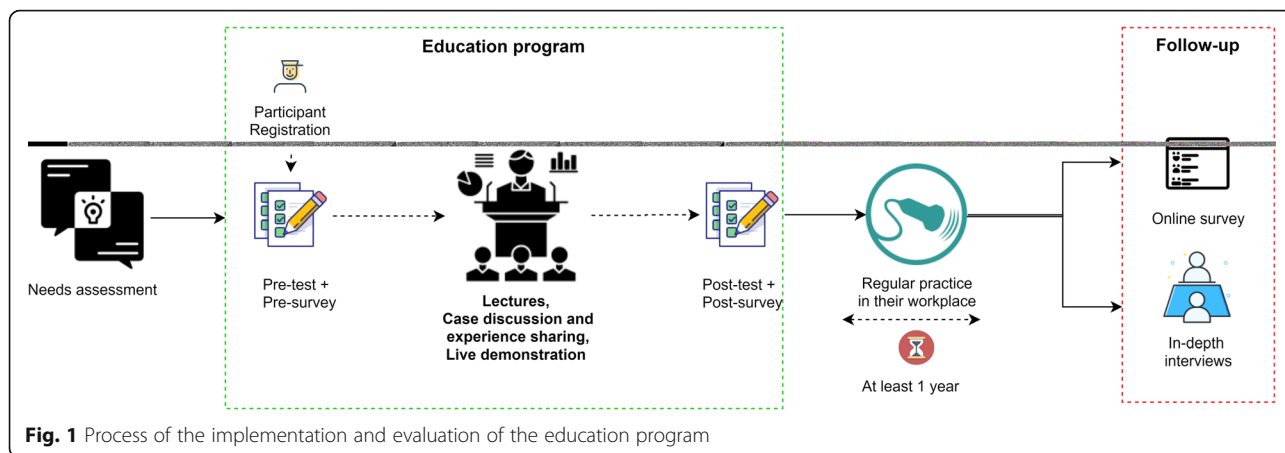 Education program
Follow-up
Participant
Registration
Needs assessment
Pre-test +
Pre-survey
Lectures,
Case discussion and
experience sharing,
Live demonstration
Post-test +
Post-survey
Regular practice
in their workplace
At least 1 year
Online survey
In-depth
interviews
Fig. 1 Process of the implementation and evaluation of the education program